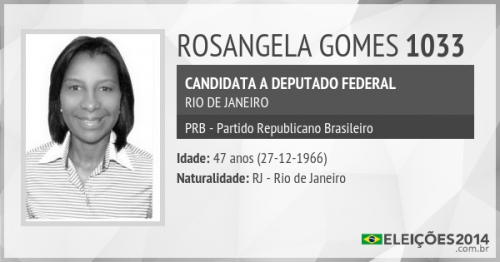 ROSANGELA GOMES 1033
CANDIDATA A DEPUTADO FEDERAL
RIO DE JANEIRO
PRB - Partido Republicano Brasileiro
Idade: 47 anos (27-12-1966)
Naturalidade: RJ - Rio de Janeiro
ELEIÇÕES2014
.com.br